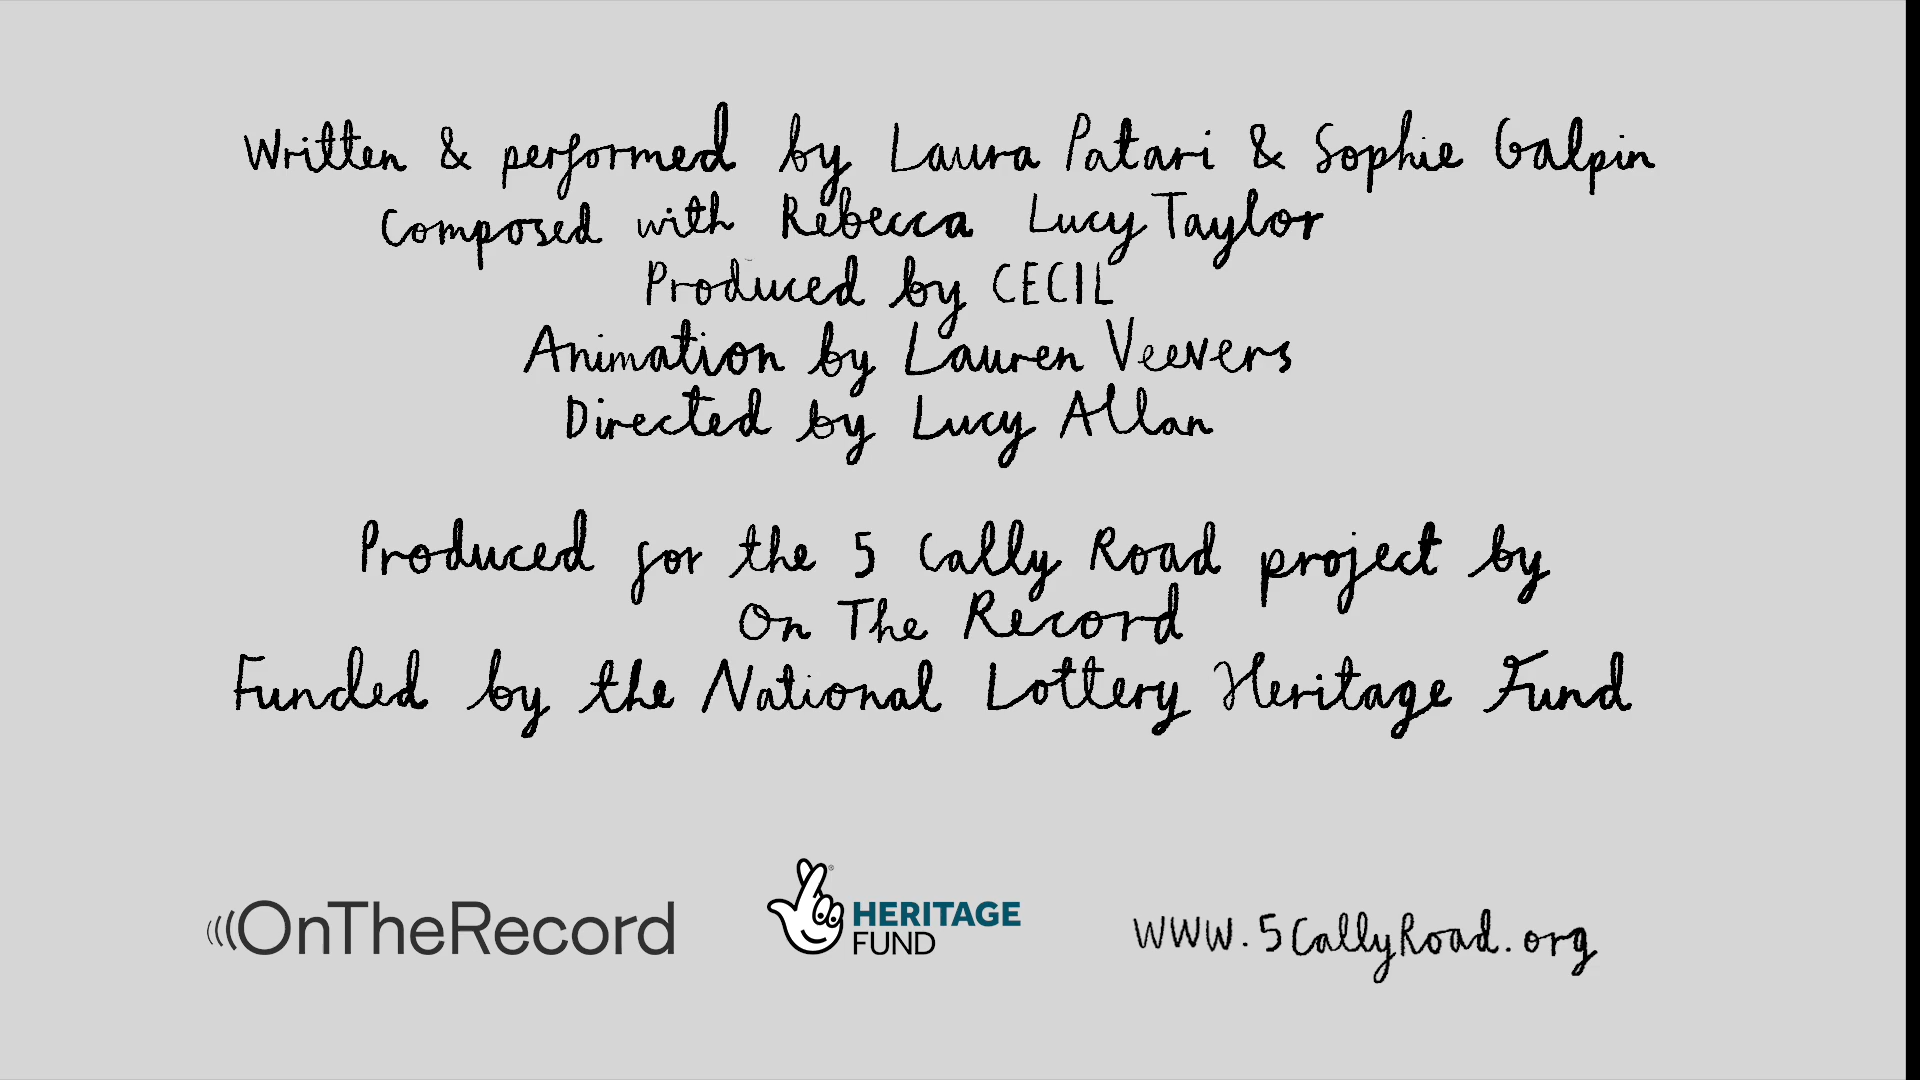 Written & performed by Laura Patari & Sophie Galpin
Composed with Rebecca Lucy Taylor
Produced by CECIL
Animation by Lauren Veevers
Directed by Lucy Allan
Produced for the 5 Cally Road project by
On The Record
Funded by the National Lottery Heritage Fund
OnTheRecord
HERITAGE
FUND
www.5CallyRoad.org